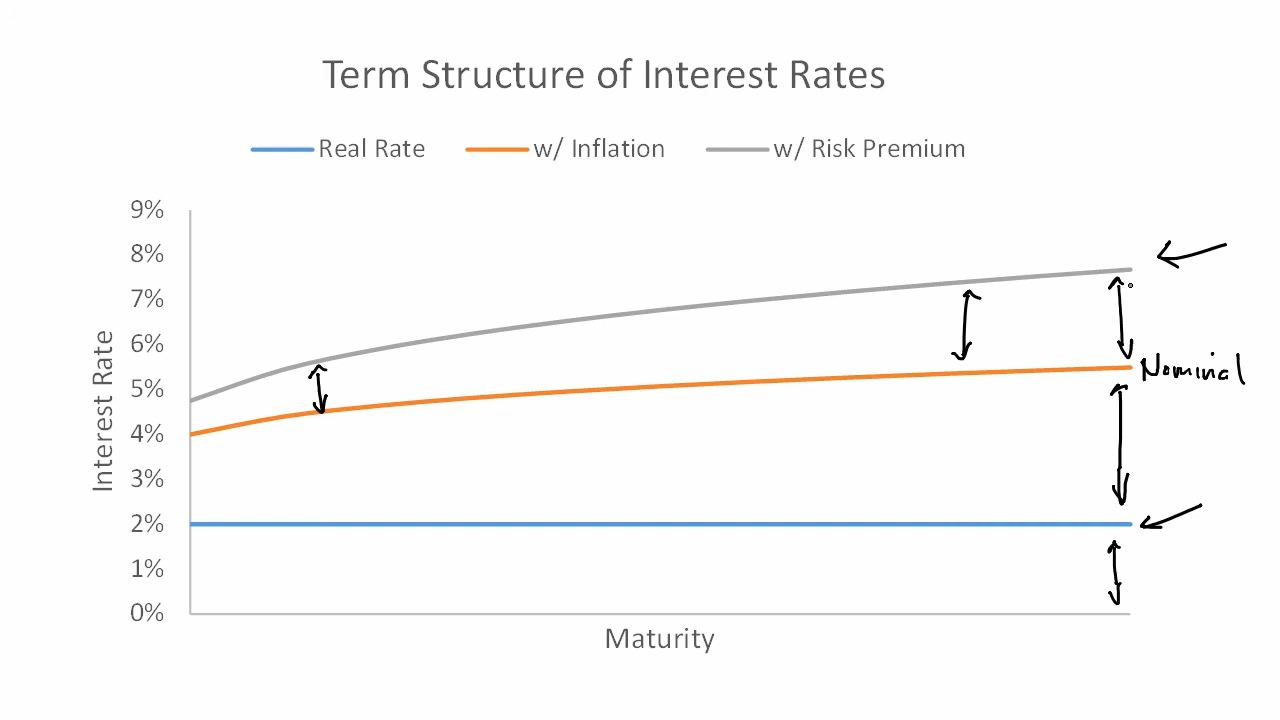 Term Structure of Interest Rates
Real Rate w/ Inflation w/ Risk Premium
9%
8%
7%
6%
5%
4%
3%
2%
1%
0%
Interest Rate
Maturity
Nominal